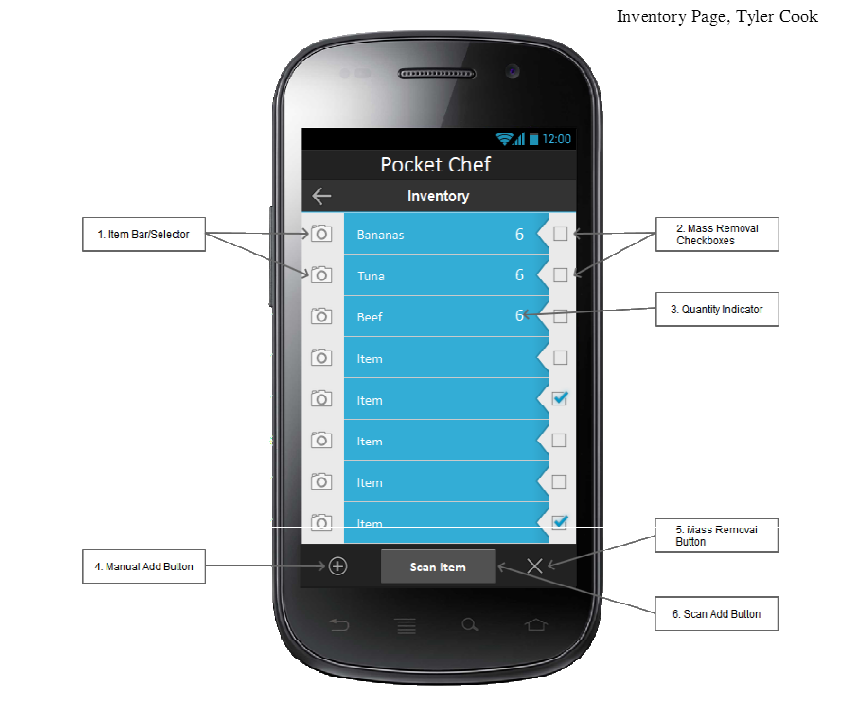 Inventory Page, Tyler Cook
12:00
Pocket Chef
Inventory
1. Item Bar/Selector
Bananas 6
2. Mass Removal
Checkboxes
Tuna 6
3. Quantity Indicator
Beef 6
Item
Item
Item
Item
Item
5. Mass Removal
Button
4. Manual Add Button
Scan Item
6. Scan Add Button